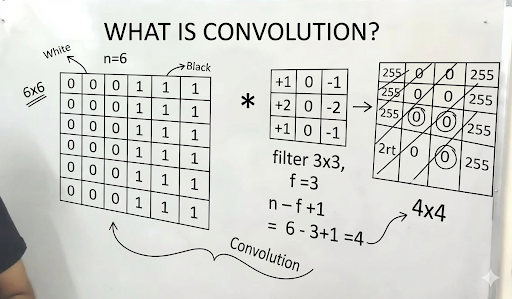 WHAT IS CONVOLUTION?
White
n=6
Black
6x6
0 0 0 1 1 1
0 0 0 1 1 1
0 0 0 1 1 1
0 0 0 1 1 1
0 0 0 1 1 1
0 0 0 1 1 1
*
+1 0 -1
+2 0 -2
+1 0 -1
255 0 0 255
255 0 0 255
255 0 0 255
2rt 0 0 255
filter 3x3,
f =3
n – f +1
= 6 - 3+1 =4
4x4
Convolution